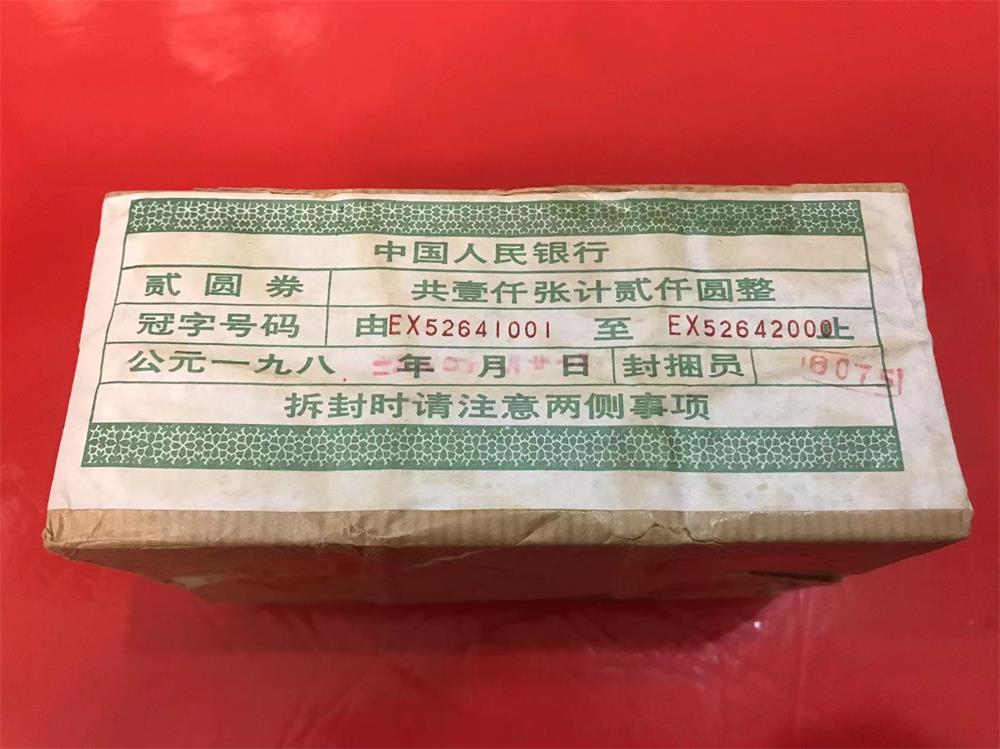 中国人民银行
贰圆券 共壹仟张计贰仟圆整
冠字号码 由EX52641001 至 EX52642000止
公元一九八 年 月 日 封捆员
拆封时请注意两侧事项